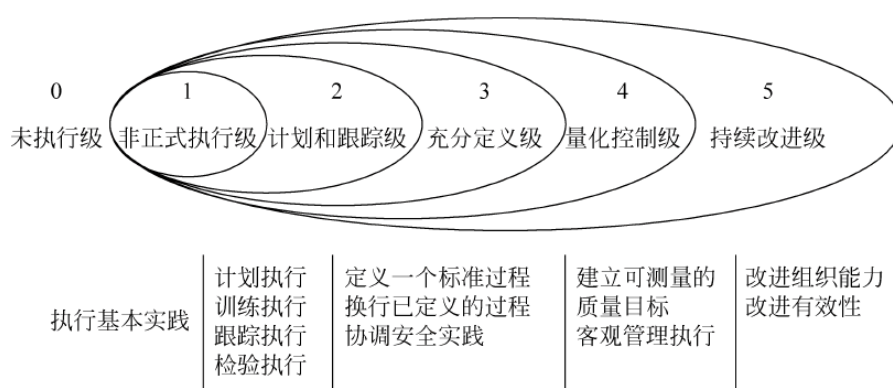 0 1 2 3 4 5
未执行级 非正式执行级 计划和跟踪级 充分定义级 量化控制级 持续改进级
执行基本实践
计划执行
训练执行
跟踪执行
检验执行
定义一个标准过程
换行已定义的过程
协调安全实践
建立可测量的
质量目标
客观管理执行
改进组织能力
改进有效性